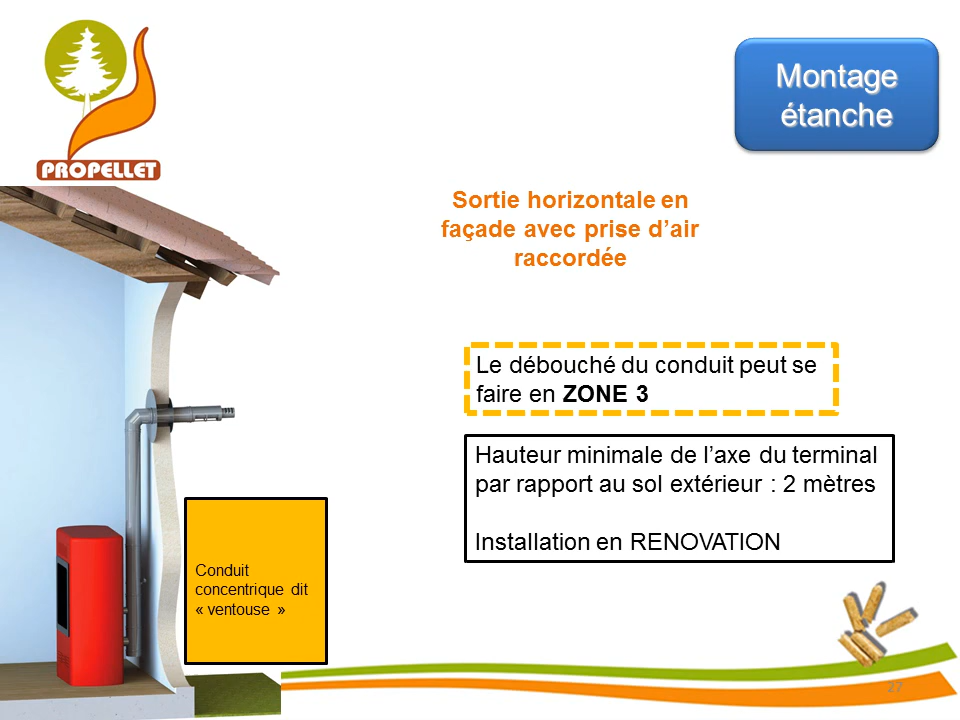 PROPELLET
Montage
étanche
Sortie horizontale en
façade avec prise d’air
raccordée
Le débouché du conduit peut se
faire en ZONE 3
Hauteur minimale de l’axe du terminal
par rapport au sol extérieur : 2 mètres
Installation en RENOVATION
Conduit
concentrique dit
« ventouse »
27